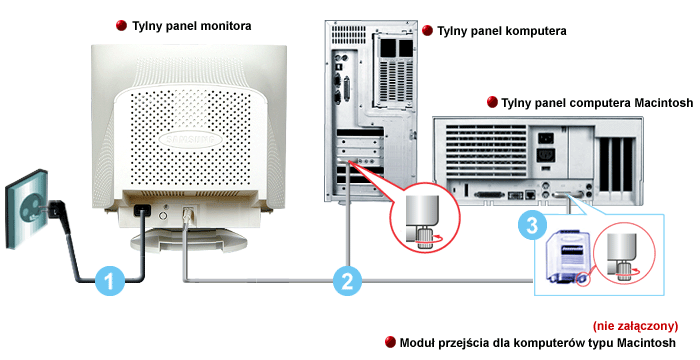 Tylny panel monitora
Tylny panel komputera
Tylny panel computera Macintosh
1
2
3
(nie załączony)
Moduł przejścia dla komputerów typu Macintosh